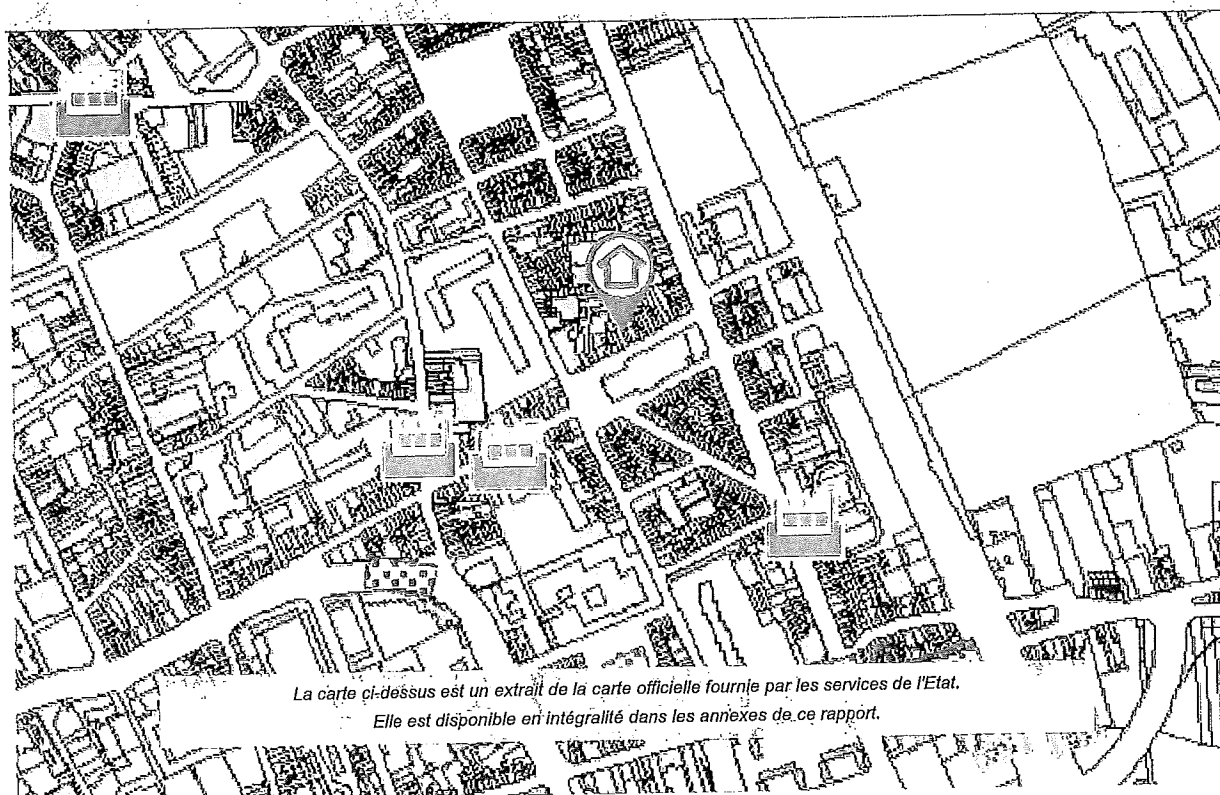 La carte ci-dessus est un extrait de la carte officielle fournie par les services de l'Etat.
Elle est disponible en intégralité dans les annexes de ce rapport.